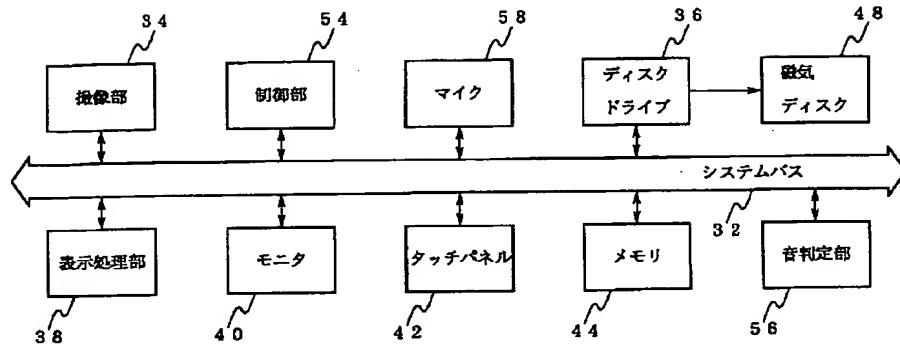 34
54
58
36
48
撮像部
制御部
マイク
ディスク
ドライブ
磁気
ディスク
システムバス
32
表示処理部
モニタ
タッチパネル
メモリ
音判定部
38
40
42
44
56